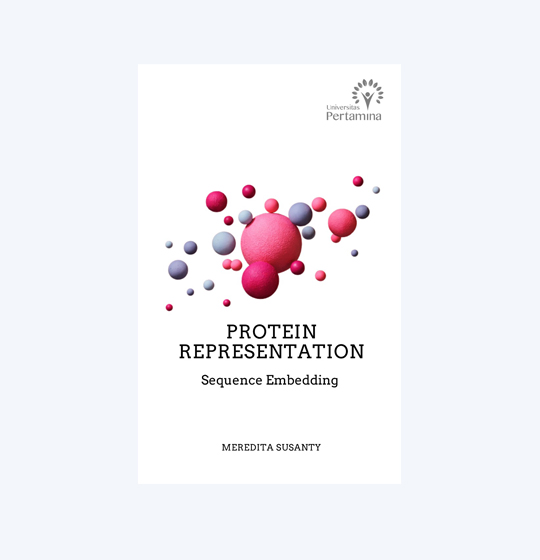 Universitas
Pertamina
PROTEIN
REPRESENTATION
Sequence Embedding
MEREDITA SUSANTY